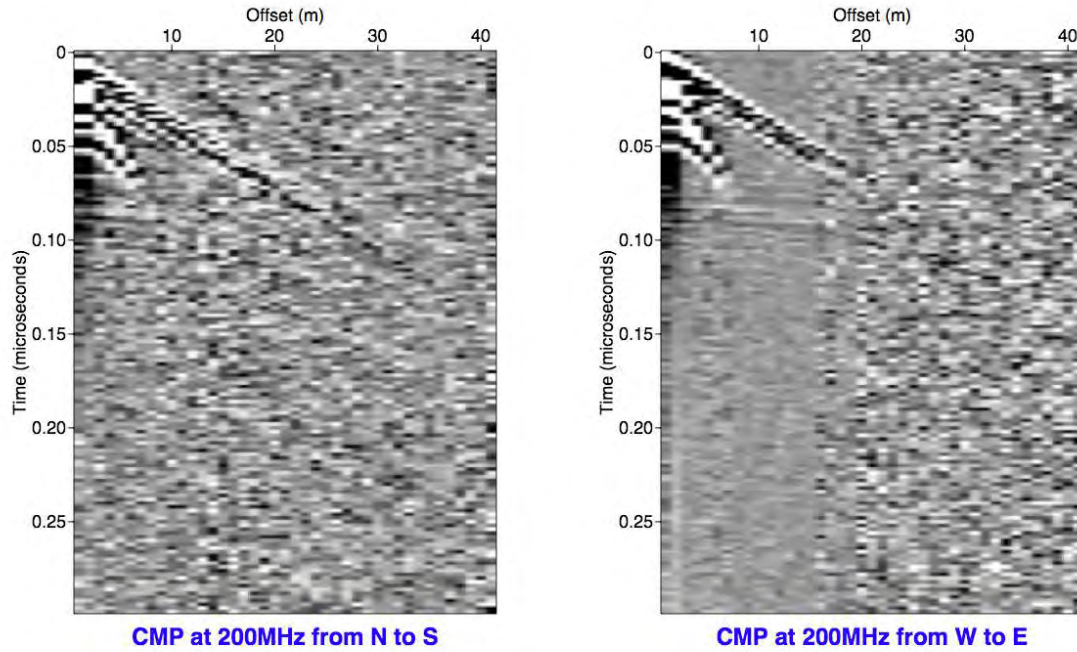 Offset (m)
10 20 30 40
0
0.05
0.10
0.15
0.20
0.25
Time (microseconds)
CMP at 200MHz from N to S
Offset (m)
10 20 30 40
0
0.05
0.10
0.15
0.20
0.25
Time (microseconds)
CMP at 200MHz from W to E